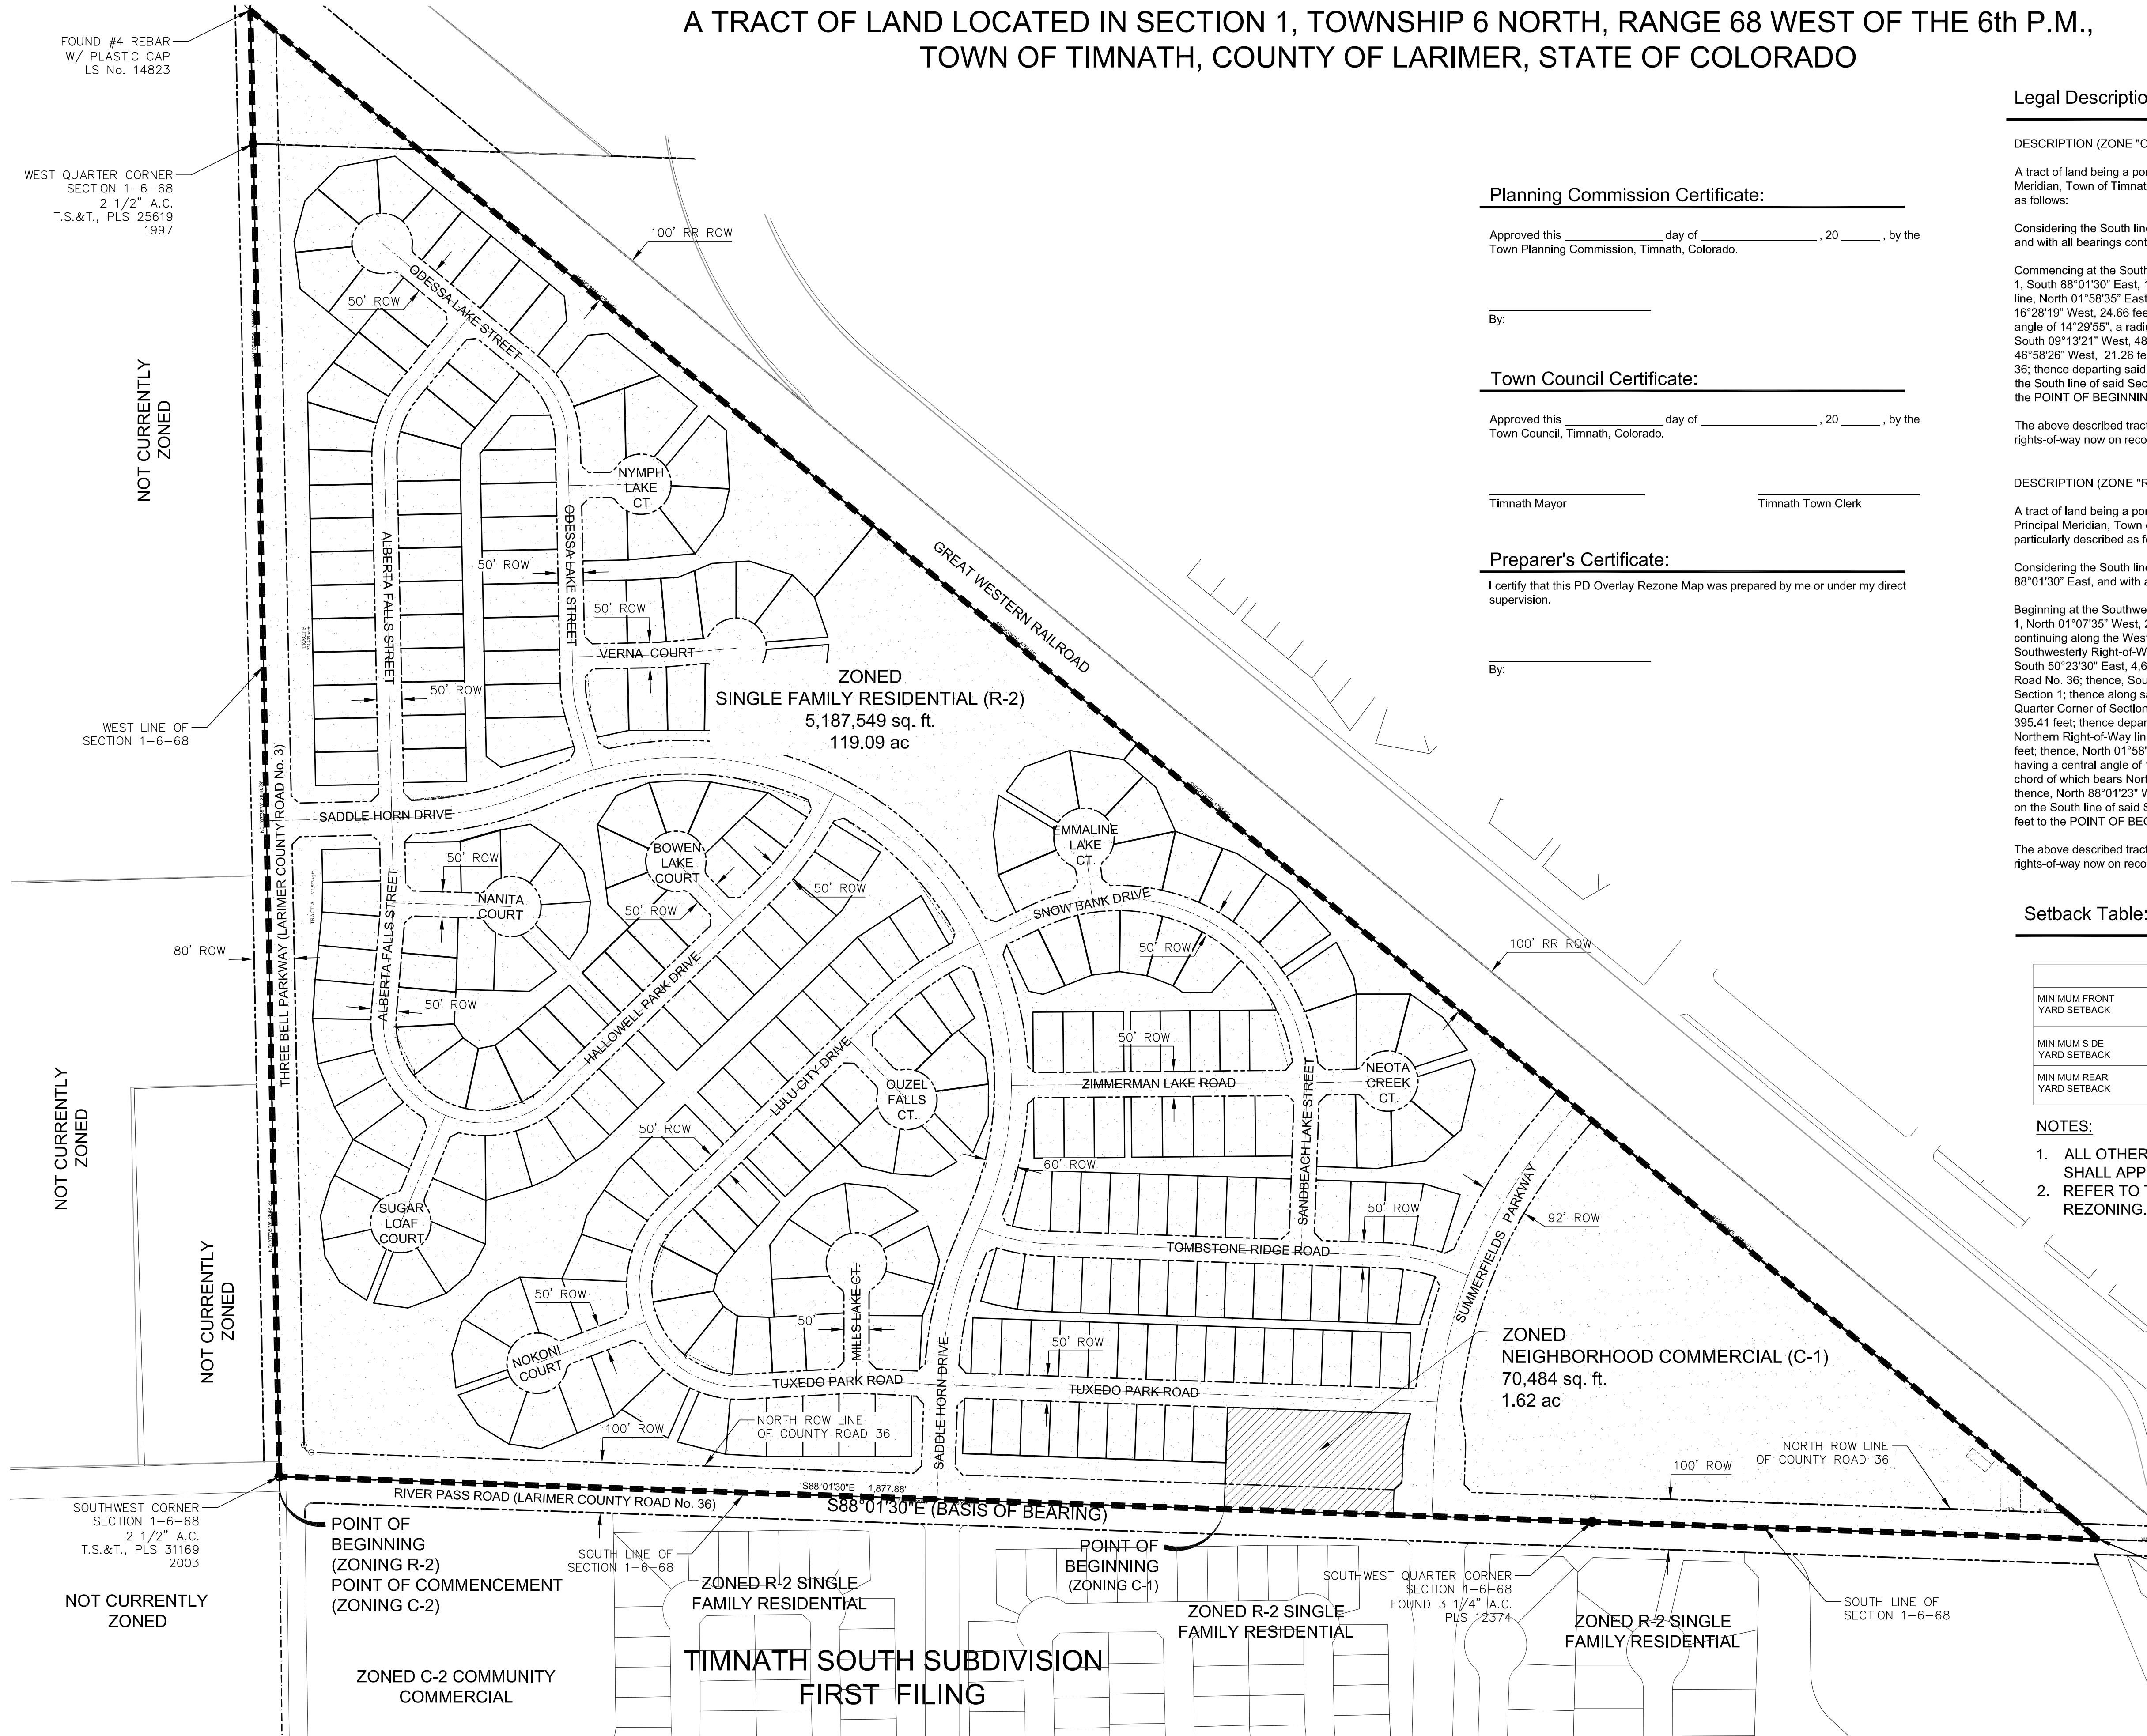 A TRACT OF LAND LOCATED IN SECTION 1, TOWNSHIP 6 NORTH, RANGE 68 WEST OF THE 6th P.M.,
TOWN OF TIMNATH, COUNTY OF LARIMER, STATE OF COLORADO
FOUND #4 REBAR
W/ PLASTIC CAP
LS No. 14823
WEST QUARTER CORNER
SECTION 1-6-68
2 1/2" A.C.
T.S.&T., PLS 25619
1997
100' RR ROW
ODESSA LAKE STREET
50' ROW
NOT CURRENTLY
ZONED
NYMPH
LAKE
CT
ALBERTA FALLS STREET
ODESSA LAKE STREET
50' ROW
50' ROW
VERNA COURT
50' ROW
GREAT WESTERN RAILROAD
ZONED
SINGLE FAMILY RESIDENTIAL (R-2)
5,187,549 sq. ft.
119.09 ac
WEST LINE OF
SECTION 1-6-68
THREE BELL PARKWAY (LARIMER COUNTY ROAD No. 3)
SADDLE HORN DRIVE
50' ROW
NANITA
COURT
BOWEN
LAKE
COURT
50' ROW
50' ROW
EMMALINE
LAKE
CT.
SNOW BANK DRIVE
50' ROW
100' RR ROW
80' ROW
TRACT A
ALBERTA FALLS STREET
50' ROW
HALLOWELL PARK DRIVE
LULU CITY DRIVE
50' ROW
OUZEL
FALLS
CT.
50' ROW
ZIMMERMAN LAKE ROAD
SANDBEACH LAKE STREET
NEOTA
CREEK
CT.
60' ROW
50' ROW
TOMBSTONE RIDGE ROAD
SUMMERFIELDS PARKWAY
92' ROW
NOT CURRENTLY
ZONED
NOT CURRENTLY
ZONED
SUGAR
LOAF
COURT
50' ROW
NOKONI
COURT
50'
MILLS LAKE CT.
SADDLE HORN DRIVE
50' ROW
TUXEDO PARK ROAD
TUXEDO PARK ROAD
ZONED
NEIGHBORHOOD COMMERCIAL (C-1)
70,484 sq. ft.
1.62 ac
100' ROW
NORTH ROW LINE
OF COUNTY ROAD 36
NORTH ROW LINE
OF COUNTY ROAD 36
100' ROW
RIVER PASS ROAD (LARIMER COUNTY ROAD No. 36)
S88°01'30"E 1,877.88'
S88°01'30"E (BASIS OF BEARING)
SOUTHWEST CORNER
SECTION 1-6-68
2 1/2" A.C.
T.S.&T., PLS 31169
2003
POINT OF
BEGINNING
(ZONING R-2)
POINT OF COMMENCEMENT
(ZONING C-2)
SOUTH LINE OF
SECTION 1-6-68
POINT OF
BEGINNING
(ZONING C-1)
SOUTHWEST QUARTER CORNER
SECTION 1-6-68
FOUND 3 1/4" A.C.
PLS 12374
SOUTH LINE OF
SECTION 1-6-68
NOT CURRENTLY
ZONED
ZONED R-2 SINGLE
FAMILY RESIDENTIAL
ZONED R-2 SINGLE
FAMILY RESIDENTIAL
ZONED R-2 SINGLE
FAMILY RESIDENTIAL
ZONED C-2 COMMUNITY
COMMERCIAL
TIMNATH SOUTH SUBDIVISION
FIRST FILING
Planning Commission Certificate:
Approved this ______ day of ______ , 20 ____ , by the
Town Planning Commission, Timnath, Colorado.
By:
Town Council Certificate:
Approved this ______ day of ______ , 20 ____ , by the
Town Council, Timnath, Colorado.
Timnath Mayor
Timnath Town Clerk
Preparer's Certificate:
I certify that this PD Overlay Rezone Map was prepared by me or under my direct
supervision.
By:
Legal Descriptio
DESCRIPTION (ZONE "C
A tract of land being a por
Meridian, Town of Timnat
as follows:
Considering the South line
and with all bearings cont
Commencing at the South
1, South 88°01'30" East, 1
line, North 01°58'35" East
16°28'19" West, 24.66 fee
angle of 14°29'55", a radiu
South 09°13'21" West, 48
46°58'26" West, 21.26 fe
36; thence departing said
the South line of said Sec
the POINT OF BEGINNIN
The above described tract
rights-of-way now on reco
DESCRIPTION (ZONE "R
A tract of land being a por
Principal Meridian, Town
particularly described as fo
Considering the South line
88°01'30" East, and with a
Beginning at the Southwe
1, North 01°07'35" West, 2
continuing along the West
Southwesterly Right-of-W
South 50°23'30" East, 4,6
Road No. 36; thence, Sou
Section 1; thence along sa
Quarter Corner of Section
395.41 feet; thence depar
Northern Right-of-Way line
feet; thence, North 01°58'
having a central angle of 1
chord of which bears Nort
thence, North 88°01'23" W
on the South line of said S
feet to the POINT OF BEG
The above described tract
rights-of-way now on reco
Setback Table:
MINIMUM FRONT
YARD SETBACK
MINIMUM SIDE
YARD SETBACK
MINIMUM REAR
YARD SETBACK
NOTES:
1. ALL OTHER
SHALL APP
2. REFER TO T
REZONING.